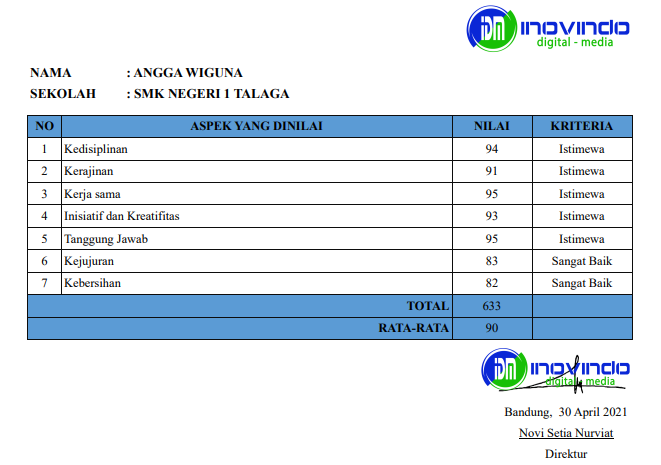 iDM INOVINDO
digital - media
NAMA : ANGGA WIGUNA
SEKOLAH : SMK NEGERI 1 TALAGA
NO ASPEK YANG DINILAI NILAI KRITERIA
1 Kedisiplinan 94 Istimewa
2 Kerajinan 91 Istimewa
3 Kerja sama 95 Istimewa
4 Inisiatif dan Kreatifitas 93 Istimewa
5 Tanggung Jawab 95 Istimewa
6 Kejujuran 83 Sangat Baik
7 Kebersihan 82 Sangat Baik
TOTAL 633
RATA-RATA 90
iDM INOVINDO
digital - media
Bandung, 30 April 2021
Novi Setia Nurviat
Direktur